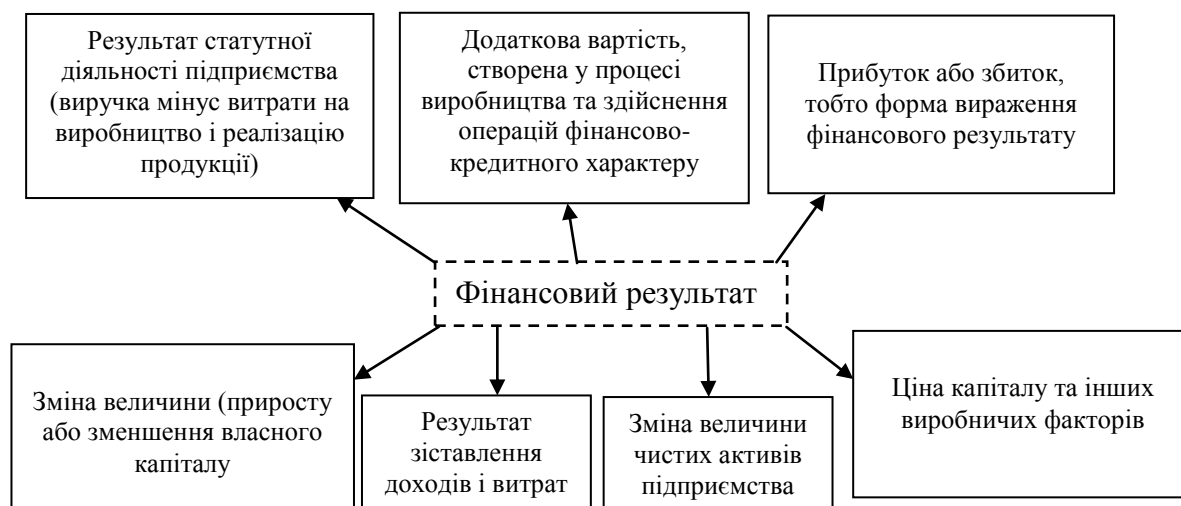 Результат статутної
діяльності підприємства
(виручка мінус витрати на
виробництво і реалізацію
продукції)
Додаткова вартість,
створена у процесі
виробництва та здійснення
операцій фінансово-
кредитного характеру
Прибуток або збиток,
тобто форма вираження
фінансового результату
Фінансовий результат
Зміна величини (приросту
або зменшення власного
капіталу
Результат
зіставлення
доходів і витрат
Зміна величини
чистих активів
підприємства
Ціна капіталу та інших
виробничих факторів